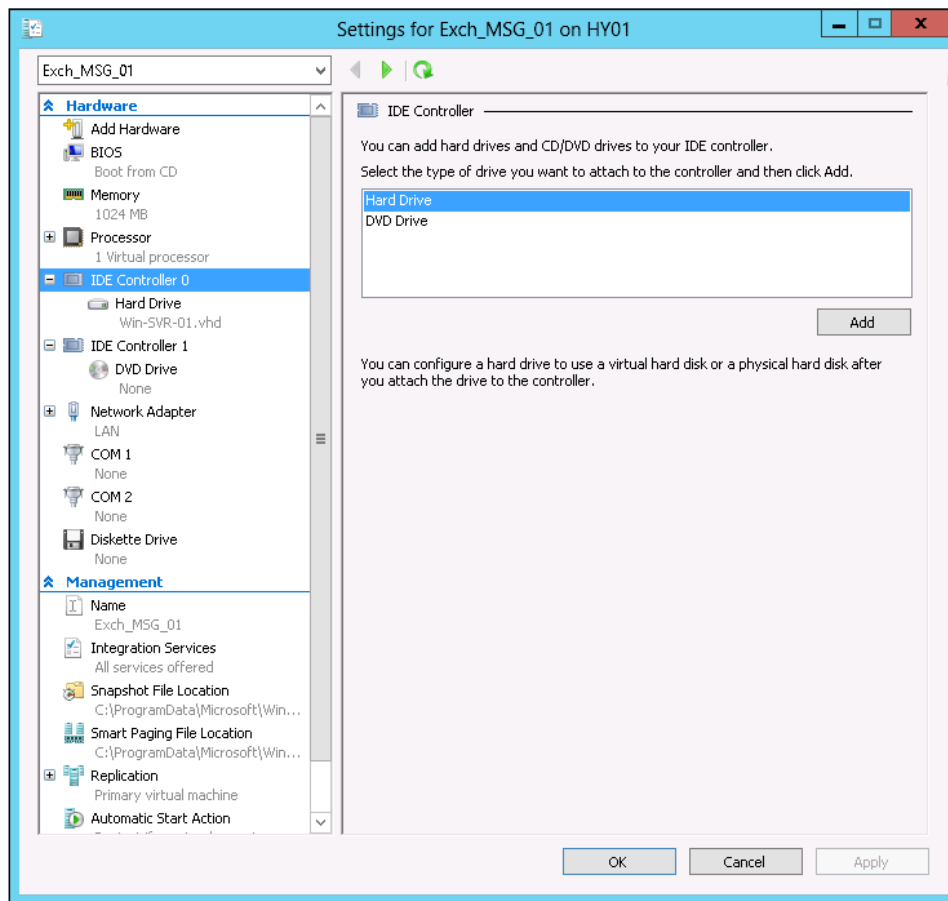 Settings for Exch_MSG_01 on HY01
Exch_MSG_01
Hardware
Add Hardware
BIOS
Boot from CD
Memory
1024 MB
Processor
1 Virtual processor
IDE Controller 0
Hard Drive
Win-SVR-01.vhd
IDE Controller 1
DVD Drive
None
Network Adapter
LAN
COM 1
None
COM 2
None
Diskette Drive
None
Management
Name
Exch_MSG_01
Integration Services
All services offered
Snapshot File Location
C:\ProgramData\Microsoft\Win...
Smart Paging File Location
C:\ProgramData\Microsoft\Win...
Replication
Primary virtual machine
Automatic Start Action
IDE Controller
You can add hard drives and CD/DVD drives to your IDE controller.
Select the type of drive you want to attach to the controller and then click Add.
Hard Drive
DVD Drive
Add
You can configure a hard drive to use a virtual hard disk or a physical hard disk after
you attach the drive to the controller.
OK
Cancel
Apply